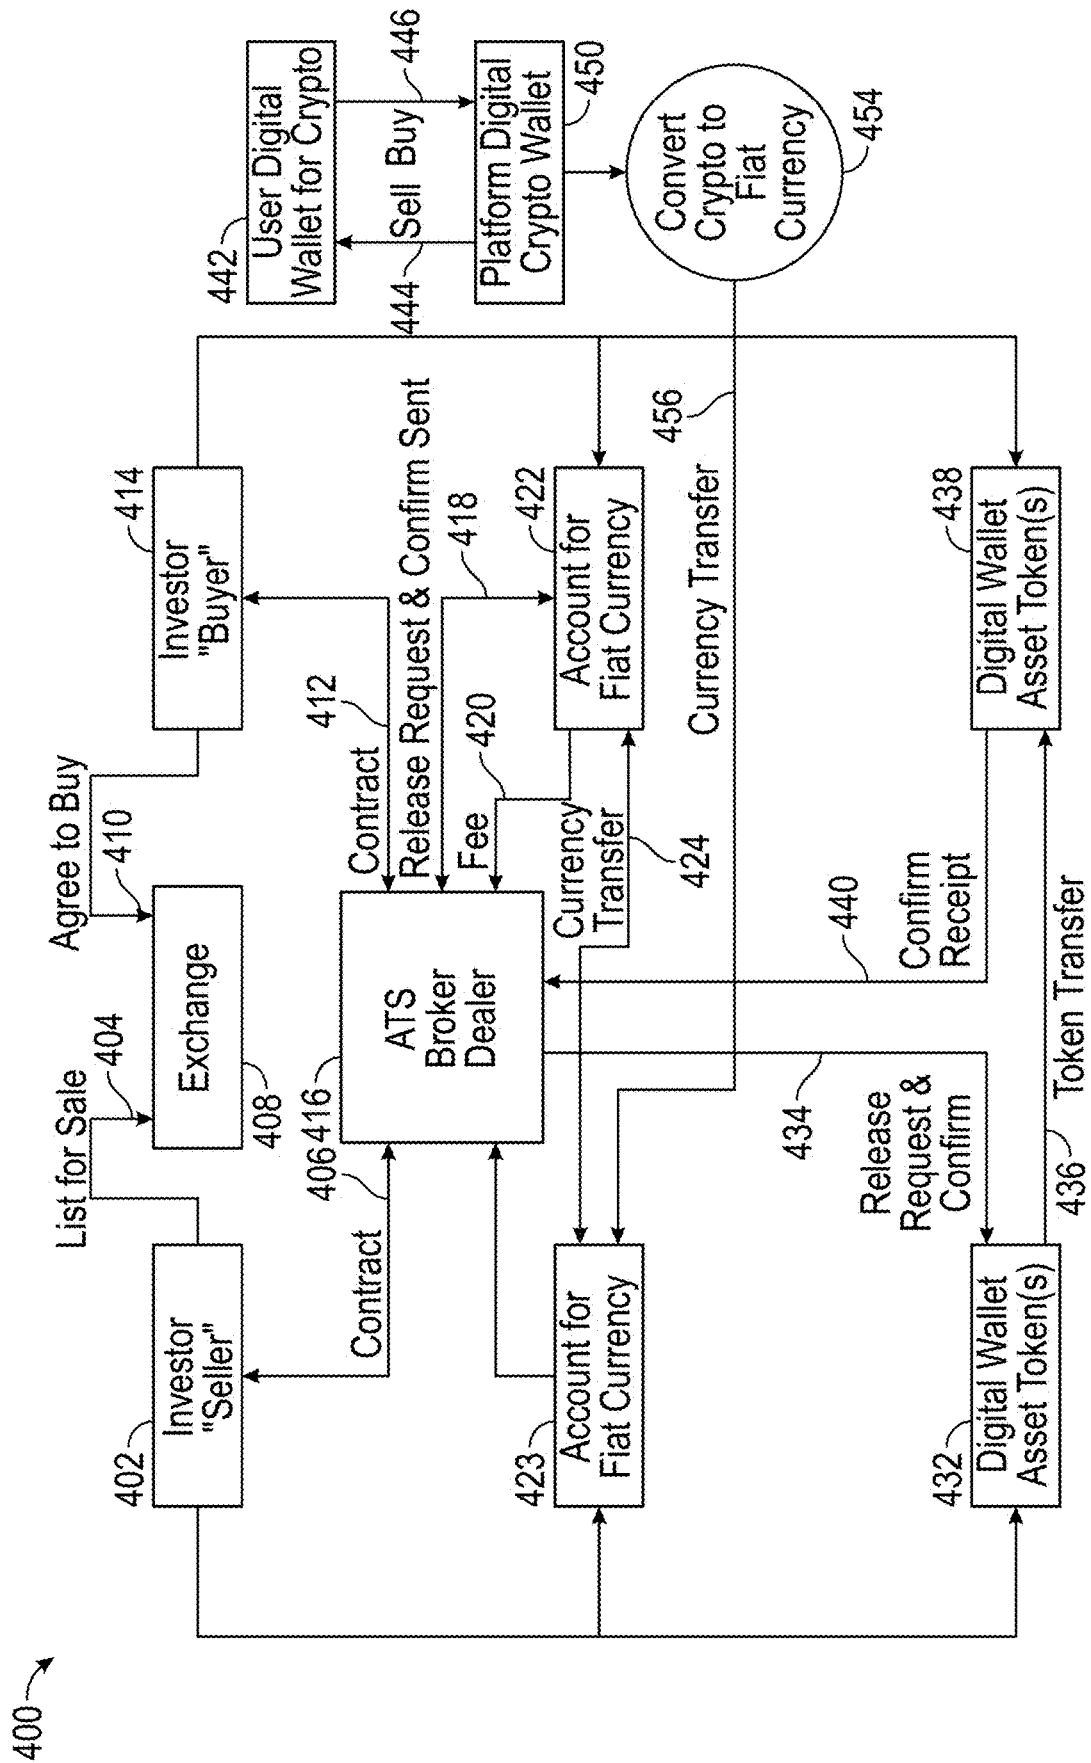 400
402
Investor
"Seller"
List for Sale
404
Exchange
408
Agree to Buy
410
414
Investor
"Buyer"
442
User Digital
Wallet for Crypto
444
Sell
Buy
446
Platform Digital
Crypto Wallet
450
Convert
Crypto to
Fiat
Currency
454
Contract
406
416
ATS
Broker
Dealer
Contract
412
Release Request & Confirm Sent
418
Fee
420
423
Account for
Fiat Currency
Currency
Transfer
424
422
Account for
Fiat Currency
Currency Transfer
456
434
Release
Request &
Confirm
440
Confirm
Receipt
432
Digital Wallet
Asset Token(s)
436
Token Transfer
438
Digital Wallet
Asset Token(s)